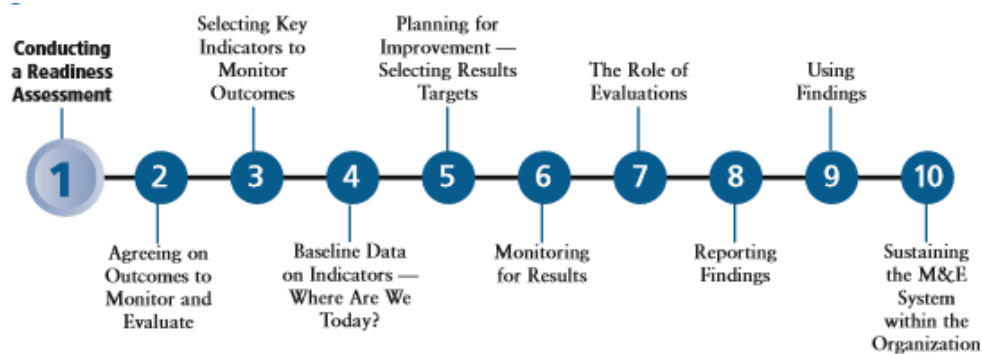 Conducting
a Readiness
Assessment
Selecting Key
Indicators to
Monitor
Outcomes
Planning for
Improvement —
Selecting Results
Targets
The Role of
Evaluations
Using
Findings
1
2
3
4
5
6
7
8
9
10
Agreeing on
Outcomes to
Monitor and
Evaluate
Baseline Data
on Indicators —
Where Are We
Today?
Monitoring
for Results
Reporting
Findings
Sustaining
the M&E
System
within the
Organization